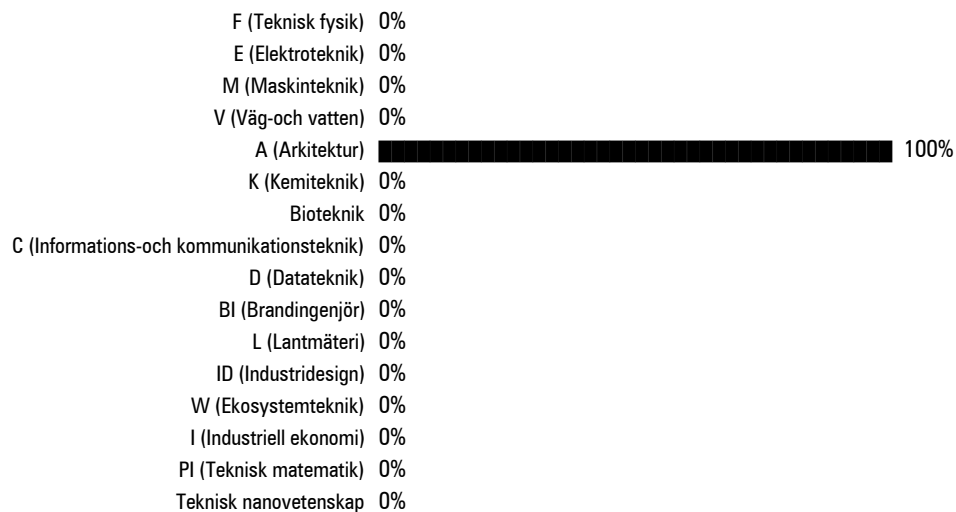 F (Teknisk fysik) 0%
E (Elektroteknik) 0%
M (Maskinteknik) 0%
V (Väg-och vatten) 0%
A (Arkitektur) 100%
K (Kemiteknik) 0%
Bioteknik 0%
C (Informations-och kommunikationsteknik) 0%
D (Datateknik) 0%
BI (Brandingenjör) 0%
L (Lantmäteri) 0%
ID (Industridesign) 0%
W (Ekosystemteknik) 0%
I (Industriell ekonomi) 0%
PI (Teknisk matematik) 0%
Teknisk nanovetenskap 0%